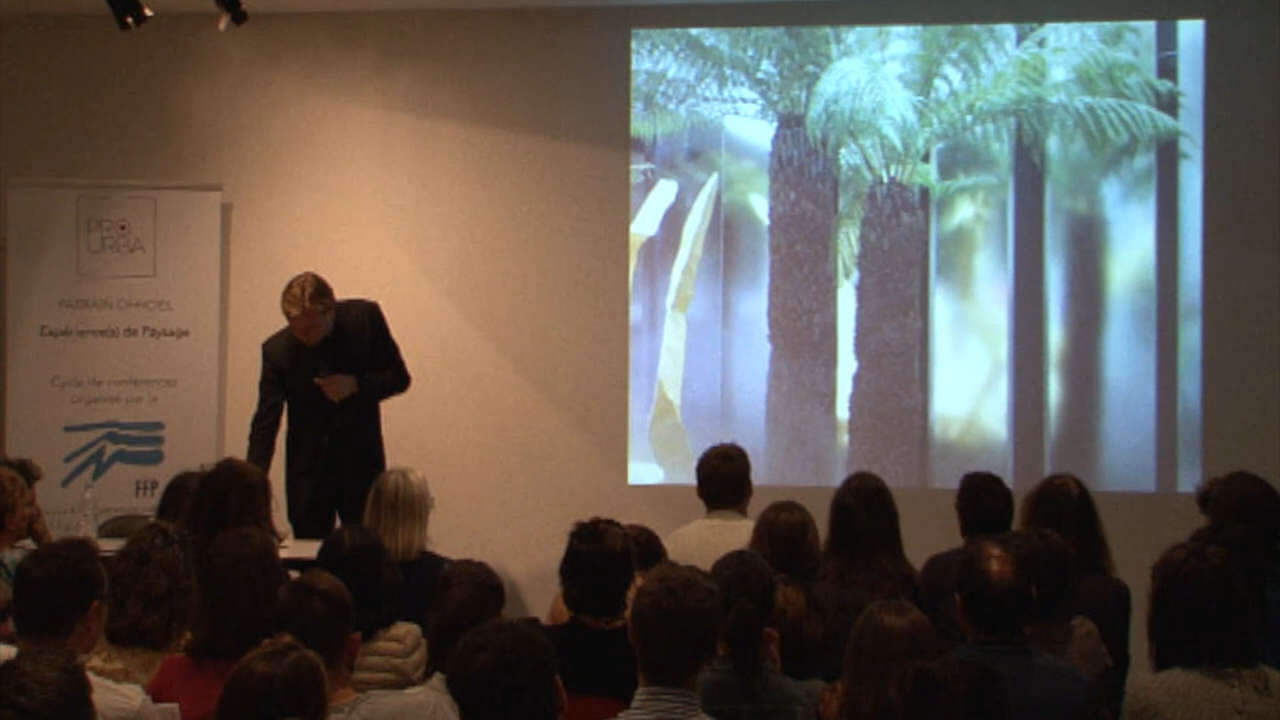 PRO
URBA
PARRAIN OFFICIEL
Expérience(s) de Paysage
Cycle de conférences
organisé par la
FFP